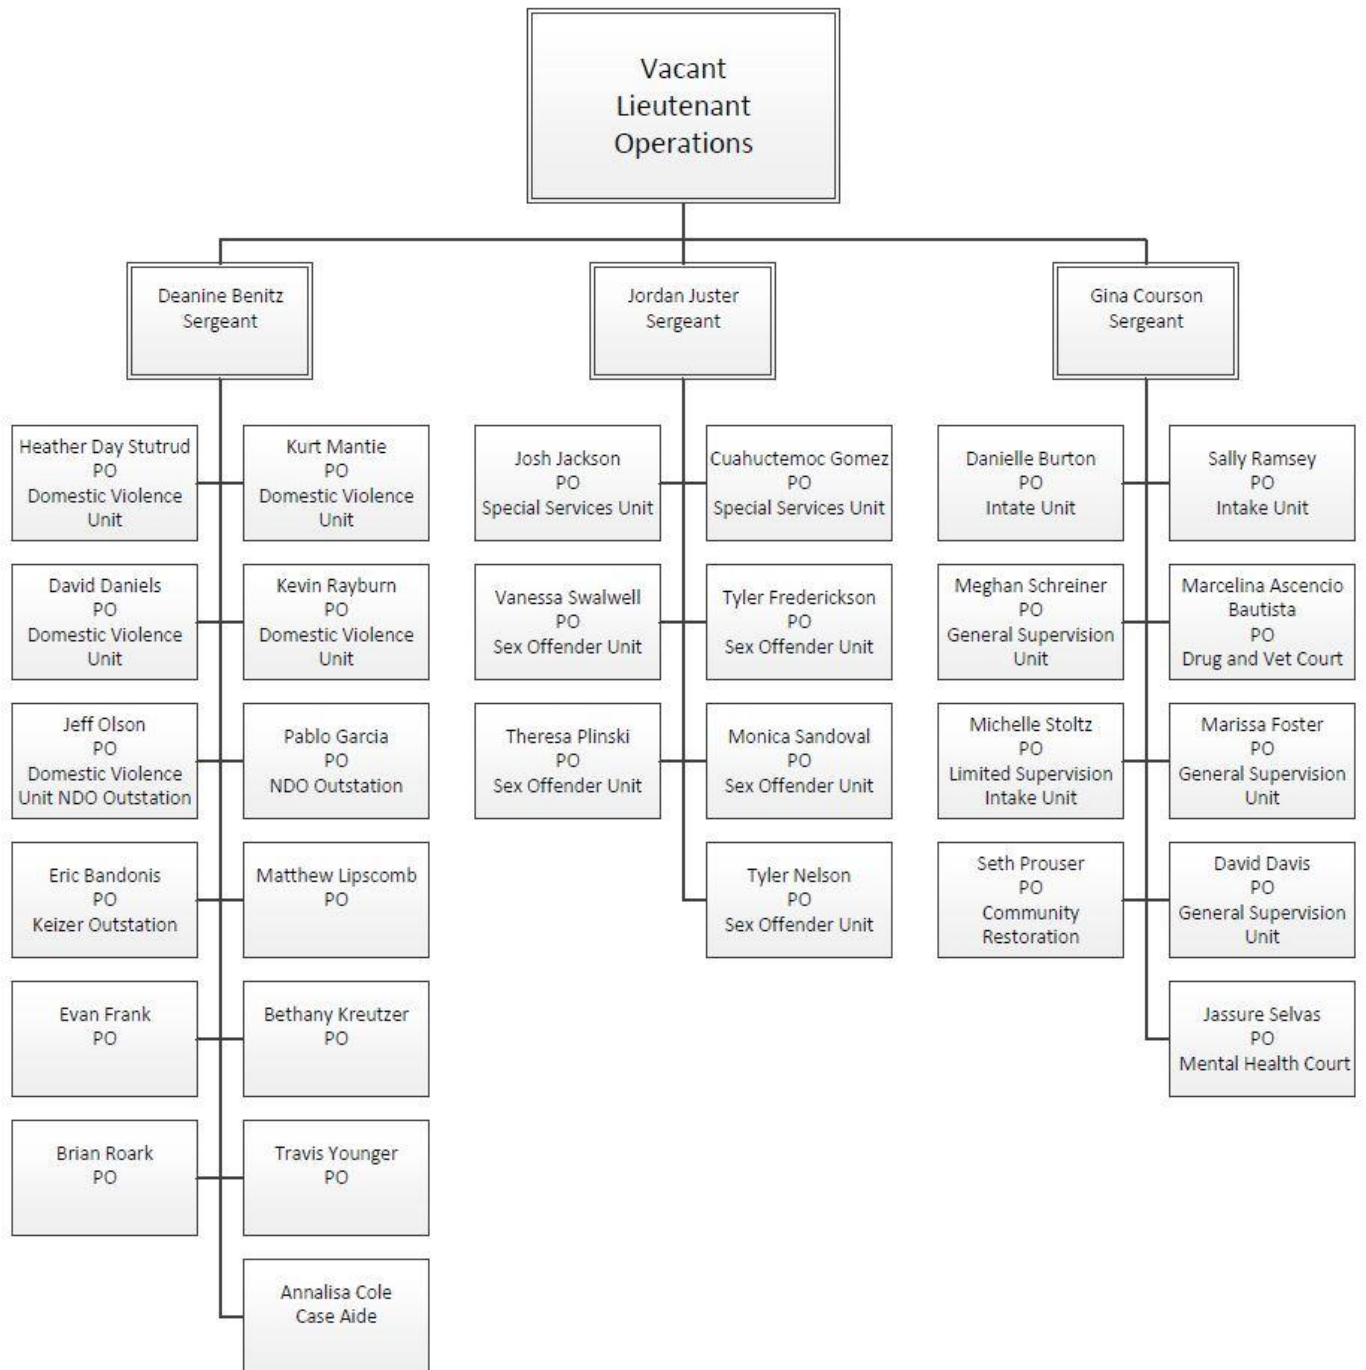 Vacant
Lieutenant
Operations
Deanine Benitz
Sergeant
Jordan Juster
Sergeant
Gina Courson
Sergeant
Heather Day Stutrud
PO
Domestic Violence
Unit
Kurt Mantie
PO
Domestic Violence
Unit
Josh Jackson
PO
Special Services Unit
Cuahuctemoc Gomez
PO
Special Services Unit
Danielle Burton
PO
Intate Unit
Sally Ramsey
PO
Intake Unit
David Daniels
PO
Domestic Violence
Unit
Kevin Rayburn
PO
Domestic Violence
Unit
Vanessa Swalwell
PO
Sex Offender Unit
Tyler Frederickson
PO
Sex Offender Unit
Meghan Schreiner
PO
General Supervision
Unit
Marcelina Ascencio
Bautista
PO
Drug and Vet Court
Jeff Olson
PO
Domestic Violence
Unit NDO Outstation
Pablo Garcia
PO
NDO Outstation
Theresa Plinski
PO
Sex Offender Unit
Monica Sandoval
PO
Sex Offender Unit
Michelle Stoltz
PO
Limited Supervision
Intake Unit
Marissa Foster
PO
General Supervision
Unit
Eric Bandonis
PO
Keizer Outstation
Matthew Lipscomb
PO
Tyler Nelson
PO
Sex Offender Unit
Seth Prouser
PO
Community
Restoration
David Davis
PO
General Supervision
Unit
Evan Frank
PO
Bethany Kreutzer
PO
Jassure Selvas
PO
Mental Health Court
Brian Roark
PO
Travis Younger
PO
Annalisa Cole
Case Aide